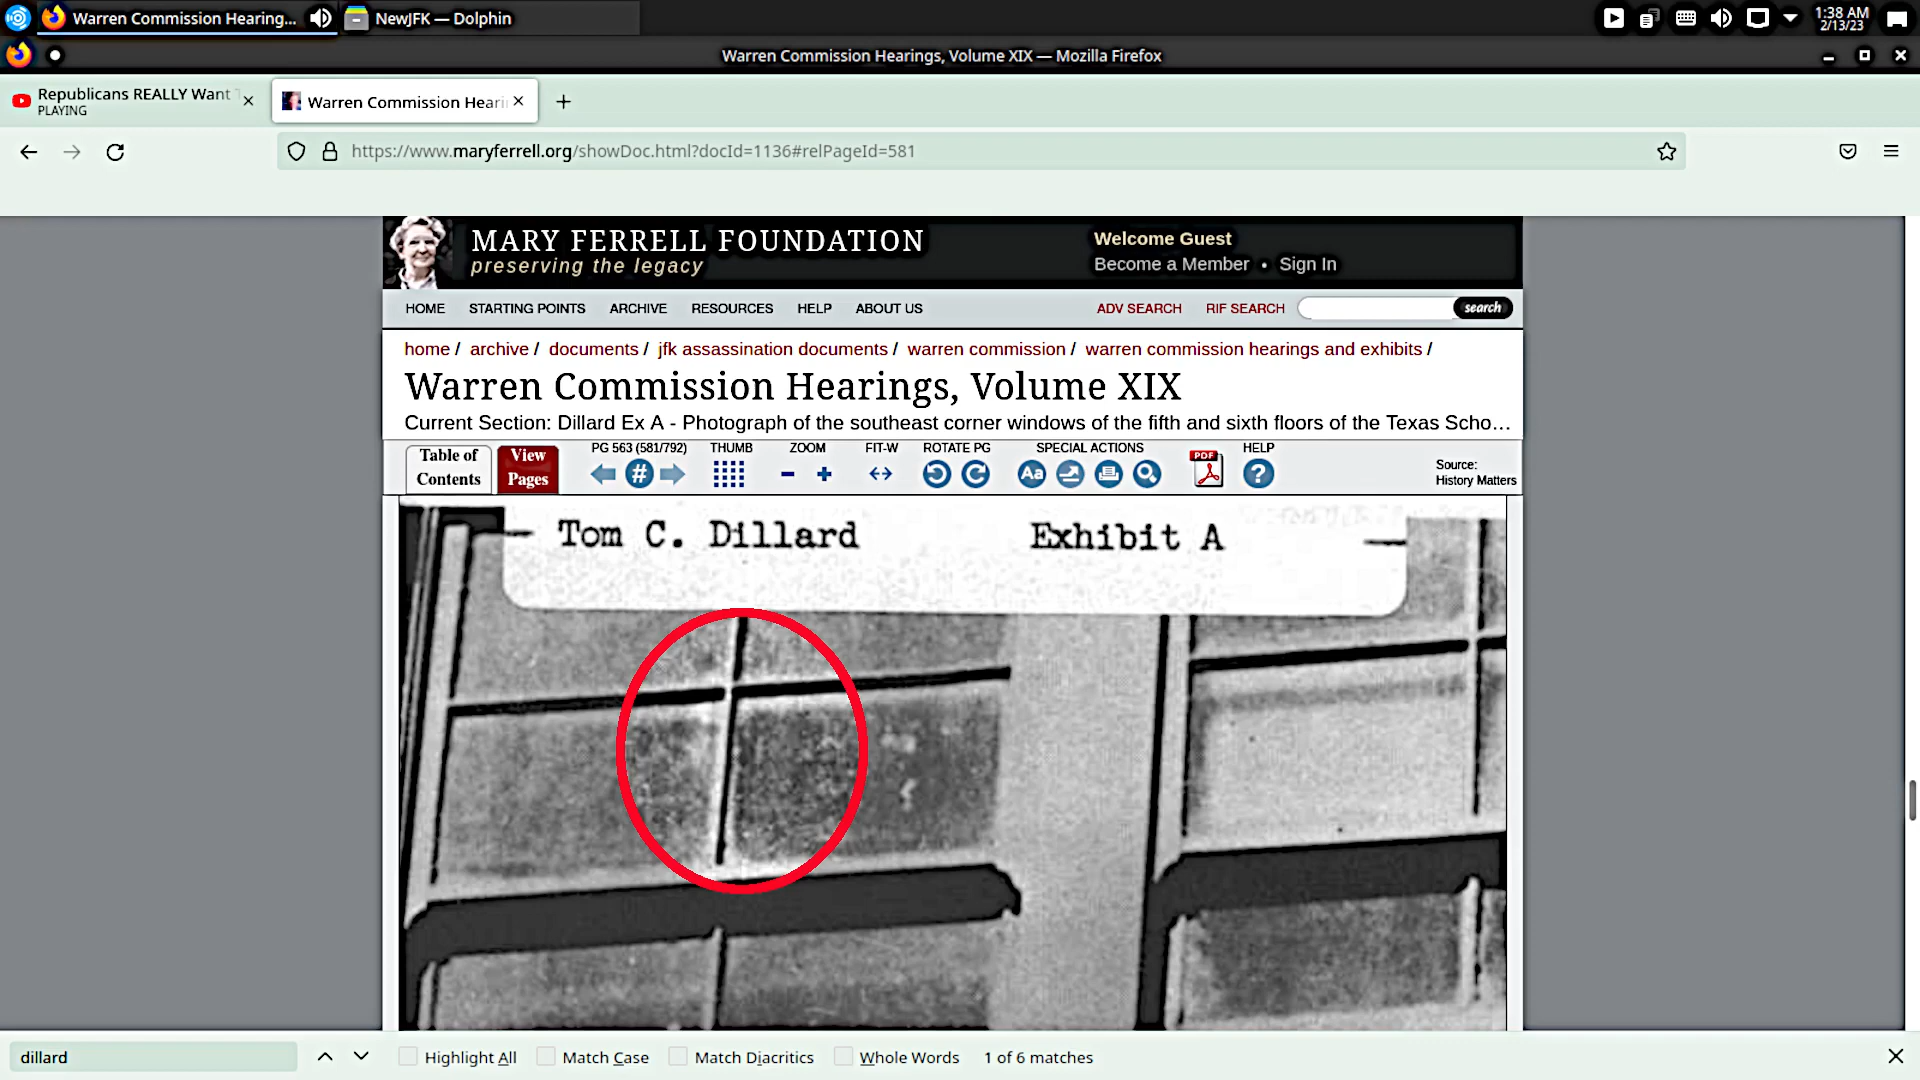 Warren Commission Hearing...
NewJFK — Dolphin
1:38 AM
2/13/23
Warren Commission Hearings, Volume XIX — Mozilla Firefox
Republicans REALLY Want
PLAYING
Warren Commission Heari
https://www.maryferrell.org/showDoc.html?docId=1136#relPageId=581
MARY FERRELL FOUNDATION
preserving the legacy
Welcome Guest
Become a Member • Sign In
HOME STARTING POINTS ARCHIVE RESOURCES HELP ABOUT US ADV SEARCH RIF SEARCH search
home / archive / documents / jfk assassination documents / warren commission / warren commission hearings and exhibits /
Warren Commission Hearings, Volume XIX
Current Section: Dillard Ex A - Photograph of the southeast corner windows of the fifth and sixth floors of the Texas Scho...
Table of Contents
View Pages
PG 563 (581/792) THUMB ZOOM FIT-W ROTATE PG SPECIAL ACTIONS HELP
# Aa PDF ?
Source:
History Matters
Tom C. Dillard Exhibit A
dillard Highlight All Match Case Match Diacritics Whole Words 1 of 6 matches